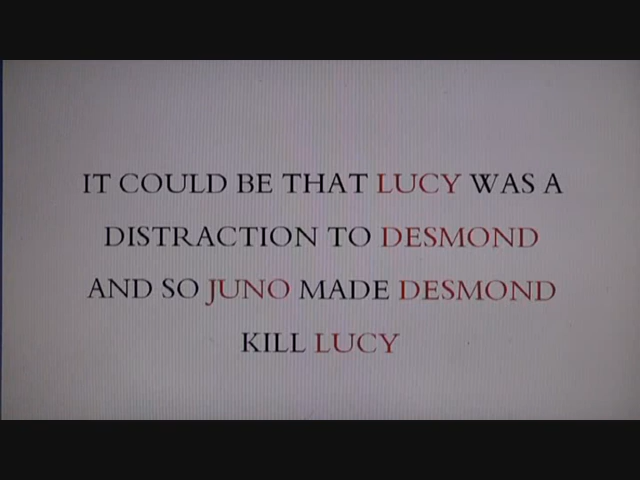 IT COULD BE THAT LUCY WAS A
DISTRACTION TO DESMOND
AND SO JUNO MADE DESMOND
KILL LUCY